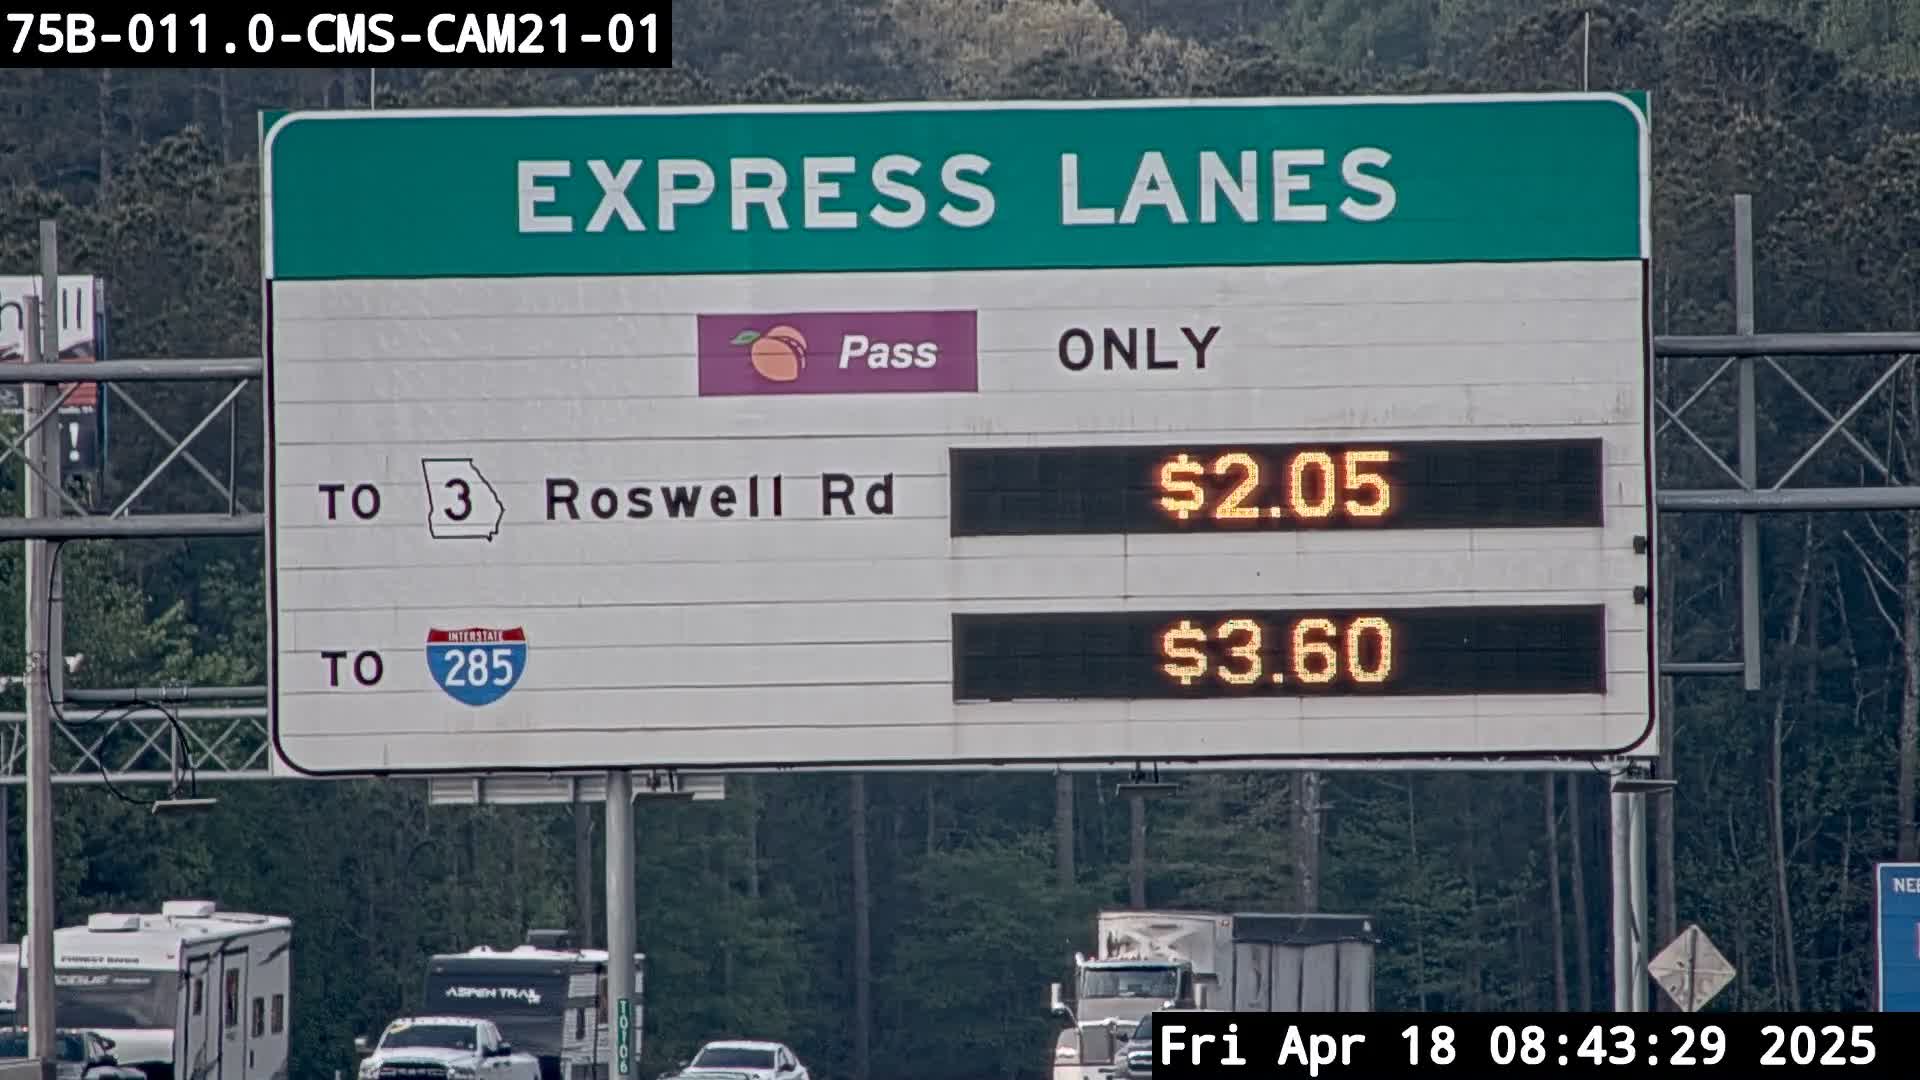 75B-011.0-CMS-CAM21-01
EXPRESS LANES
Pass ONLY
TO 3 Roswell Rd $2.05
TO INTERSTATE 285 $3.60
ASPEN TRAIL
NEE
!
Fri Apr 18 08:43:29 2025